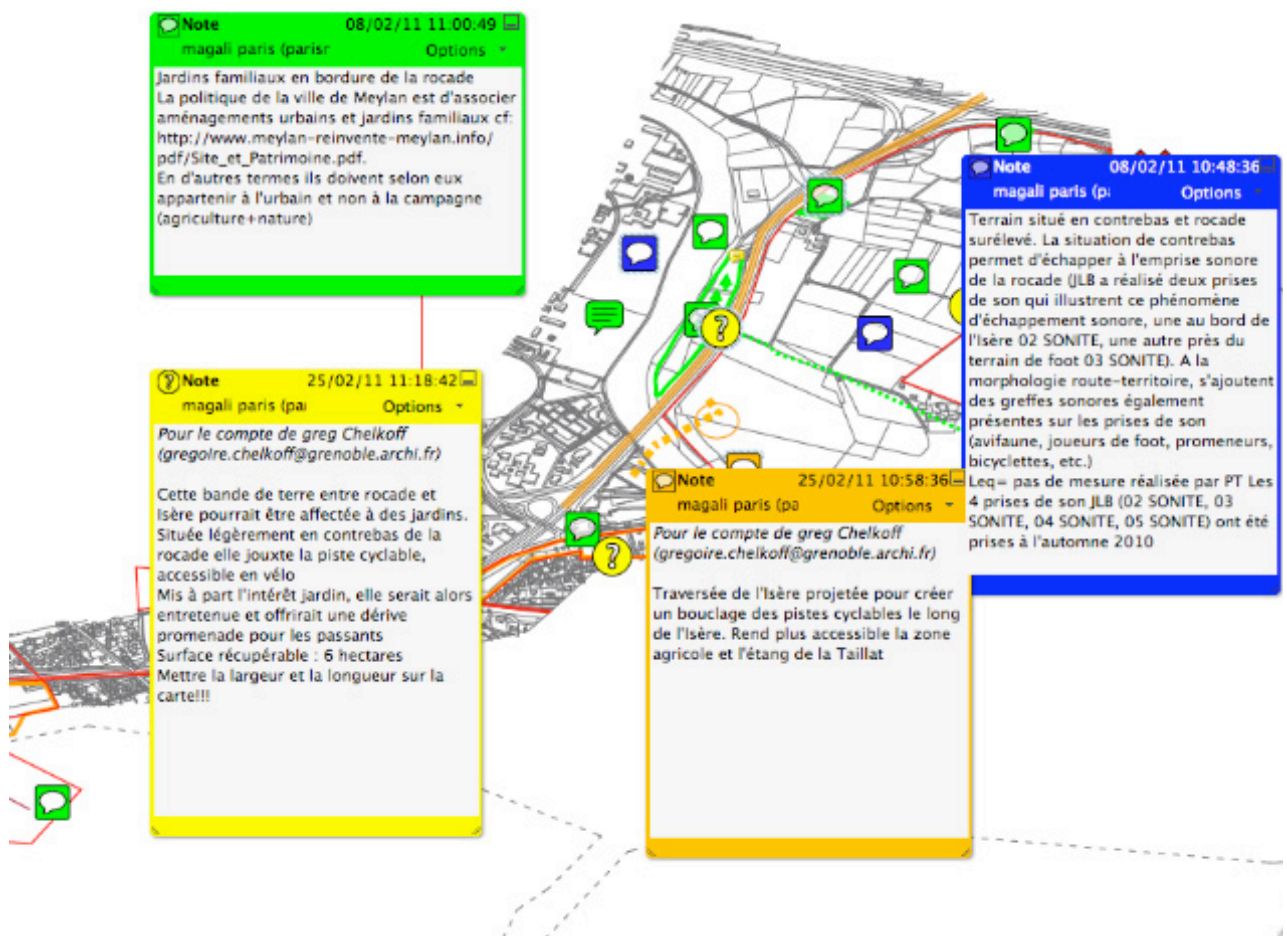 Note 08/02/11 11:00:49
magali paris (parisr Options
Jardins familiaux en bordure de la rocade
La politique de la ville de Meylan est d'associer
aménagements urbains et jardins familiaux cf:
http://www.meylan-reinvente-meylan.info/
pdf/Site_et_Patrimoine.pdf.
En d'autres termes ils doivent selon eux
appartenir à l'urbain et non à la campagne
(agriculture+nature)
Note 08/02/11 10:48:36
magali paris (pa Options
Terrain situé en contrebas et rocade
surélevé. La situation de contrebas
permet d'échapper à l'emprise sonore
de la rocade (JLB a réalisé deux prises
de son qui illustrent ce phénomène
d'échappement sonore, une au bord de
l'Isère 02 SONITE, une autre près du
terrain de foot 03 SONITE). A la
morphologie route-territoire, s'ajoutent
des greffes sonores également
présentes sur les prises de son
(avifaune, joueurs de foot, promeneurs,
bicyclettes, etc.)
Leq= pas de mesure réalisée par PT Les
4 prises de son JLB (02 SONITE, 03
SONITE, 04 SONITE, 05 SONITE) ont été
prises à l'automne 2010
Note 25/02/11 11:18:42
magali paris (pai Options
Pour le compte de greg Chelkoff
(gregoire.chelkoff@grenoble.archi.fr)
Cette bande de terre entre rocade et
Isère pourrait être affectée à des jardins.
Située légèrement en contrebas de la
rocade elle jouxte la piste cyclable,
accessible en vélo
Mis à part l'intérêt jardin, elle serait alors
entretenue et offrirait une dérive
promenade pour les passants
Surface récupérable : 6 hectares
Mettre la largeur et la longueur sur la
carte!!!
Note 25/02/11 10:58:36
magali paris (pa Options
Pour le compte de greg Chelkoff
(gregoire.chelkoff@grenoble.archi.fr)
Traversée de l'Isère projetée pour créer
un bouclage des pistes cyclables le long
de l'Isère. Rend plus accessible la zone
agricole et l'étang de la Taillat